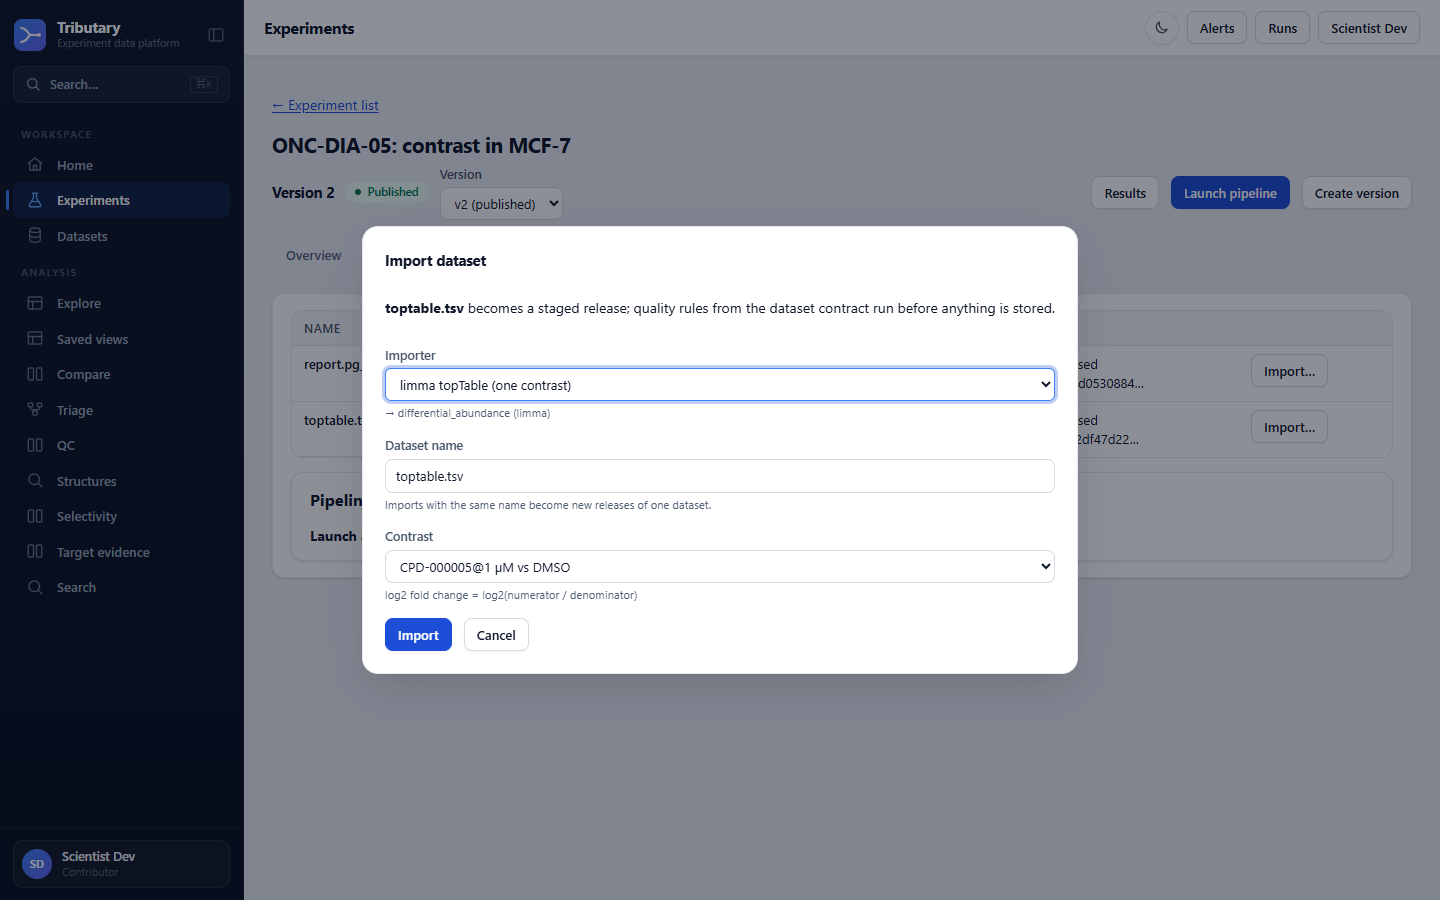 Tributary
Experiment data platform
Search...
⌘K
WORKSPACE
Home
Experiments
Datasets
ANALYSIS
Explore
Saved views
Compare
Triage
QC
Structures
Selectivity
Target evidence
Search
SD
Scientist Dev
Contributor
Experiments
Alerts
Runs
Scientist Dev
← Experiment list
ONC-DIA-05: contrast in MCF-7
Version 2
Published
Version
v2 (published)
Results
Launch pipeline
Create version
Overview
NAME
report.pg_
sed
d0530884...
Import...
toptable.t
sed
2df47d22...
Import...
Pipelin
Launch
Import dataset
toptable.tsv becomes a staged release; quality rules from the dataset contract run before anything is stored.
Importer
limma topTable (one contrast)
→ differential_abundance (limma)
Dataset name
toptable.tsv
Imports with the same name become new releases of one dataset.
Contrast
CPD-000005@1 µM vs DMSO
log2 fold change = log2(numerator / denominator)
Import
Cancel